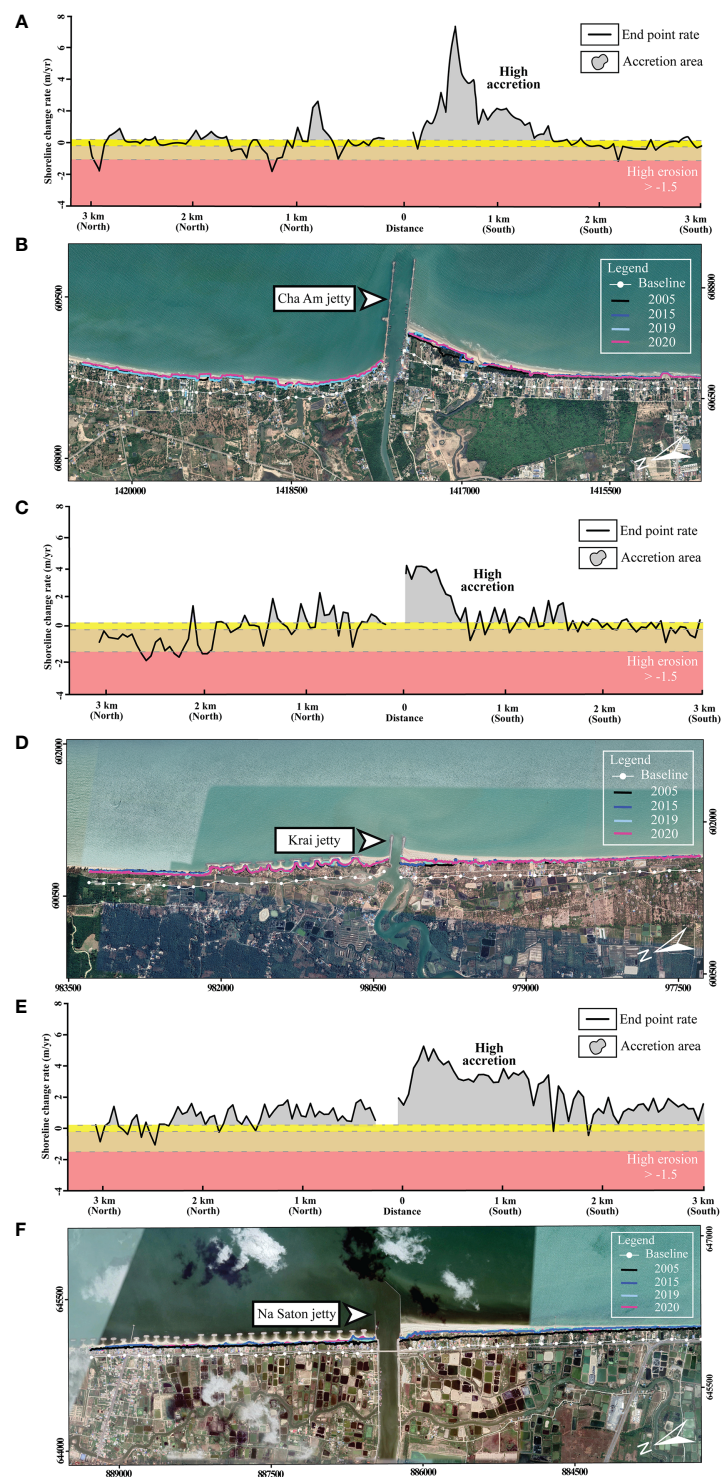 A
Shoreline change rate (m/yr)
8
6
4
2
0
-2
-4
End point rate
Accretion area
High
accretion
High erosion
> -1.5
3 km
(North)
2 km
(North)
1 km
(North)
0
Distance
1 km
(South)
2 km
(South)
3 km
(South)
B
609500
608000
Cha Am jetty
Legend
Baseline
2005
2015
2019
2020
608800
606500
N
1420000
1418500
1417000
1415500
C
Shoreline change rate (m/yr)
8
6
4
2
0
-2
-4
End point rate
Accretion area
High
accretion
High erosion
> -1.5
3 km
(North)
2 km
(North)
1 km
(North)
0
Distance
1 km
(South)
2 km
(South)
3 km
(South)
D
602000
600500
Krai jetty
Legend
Baseline
2005
2015
2019
2020
602000
600500
N
983500
982000
980500
979000
977500
E
Shoreline change rate (m/yr)
8
6
4
2
0
-2
-4
End point rate
Accretion area
High
accretion
High erosion
> -1.5
3 km
(North)
2 km
(North)
1 km
(North)
0
Distance
1 km
(South)
2 km
(South)
3 km
(South)
F
645500
644000
Na Saton jetty
Legend
Baseline
2005
2015
2019
2020
647000
645500
N
889000
887500
886000
884500